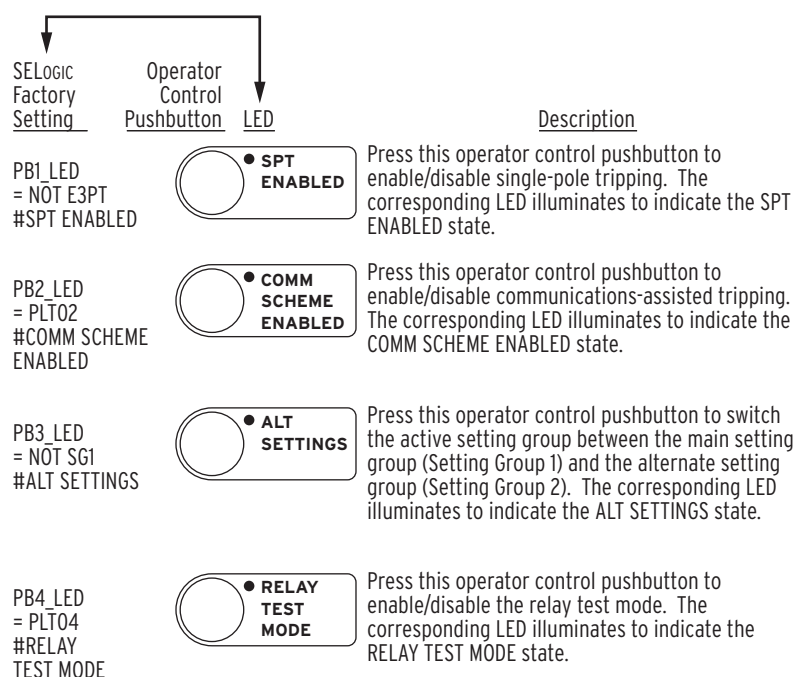 SELOGIC
Factory
Setting
Operator
Control
Pushbutton
LED
Description
PB1_LED
= NOT E3PT
#SPT ENABLED
SPT
ENABLED
Press this operator control pushbutton to
enable/disable single-pole tripping. The
corresponding LED illuminates to indicate the SPT
ENABLED state.
PB2_LED
= PLT02
#COMM SCHEME
ENABLED
COMM
SCHEME
ENABLED
Press this operator control pushbutton to
enable/disable communications-assisted tripping.
The corresponding LED illuminates to indicate the
COMM SCHEME ENABLED state.
PB3_LED
= NOT SG1
#ALT SETTINGS
ALT
SETTINGS
Press this operator control pushbutton to switch
the active setting group between the main setting
group (Setting Group 1) and the alternate setting
group (Setting Group 2). The corresponding LED
illuminates to indicate the ALT SETTINGS state.
PB4_LED
= PLT04
#RELAY
TEST MODE
RELAY
TEST
MODE
Press this operator control pushbutton to
enable/disable the relay test mode. The
corresponding LED illuminates to indicate the
RELAY TEST MODE state.